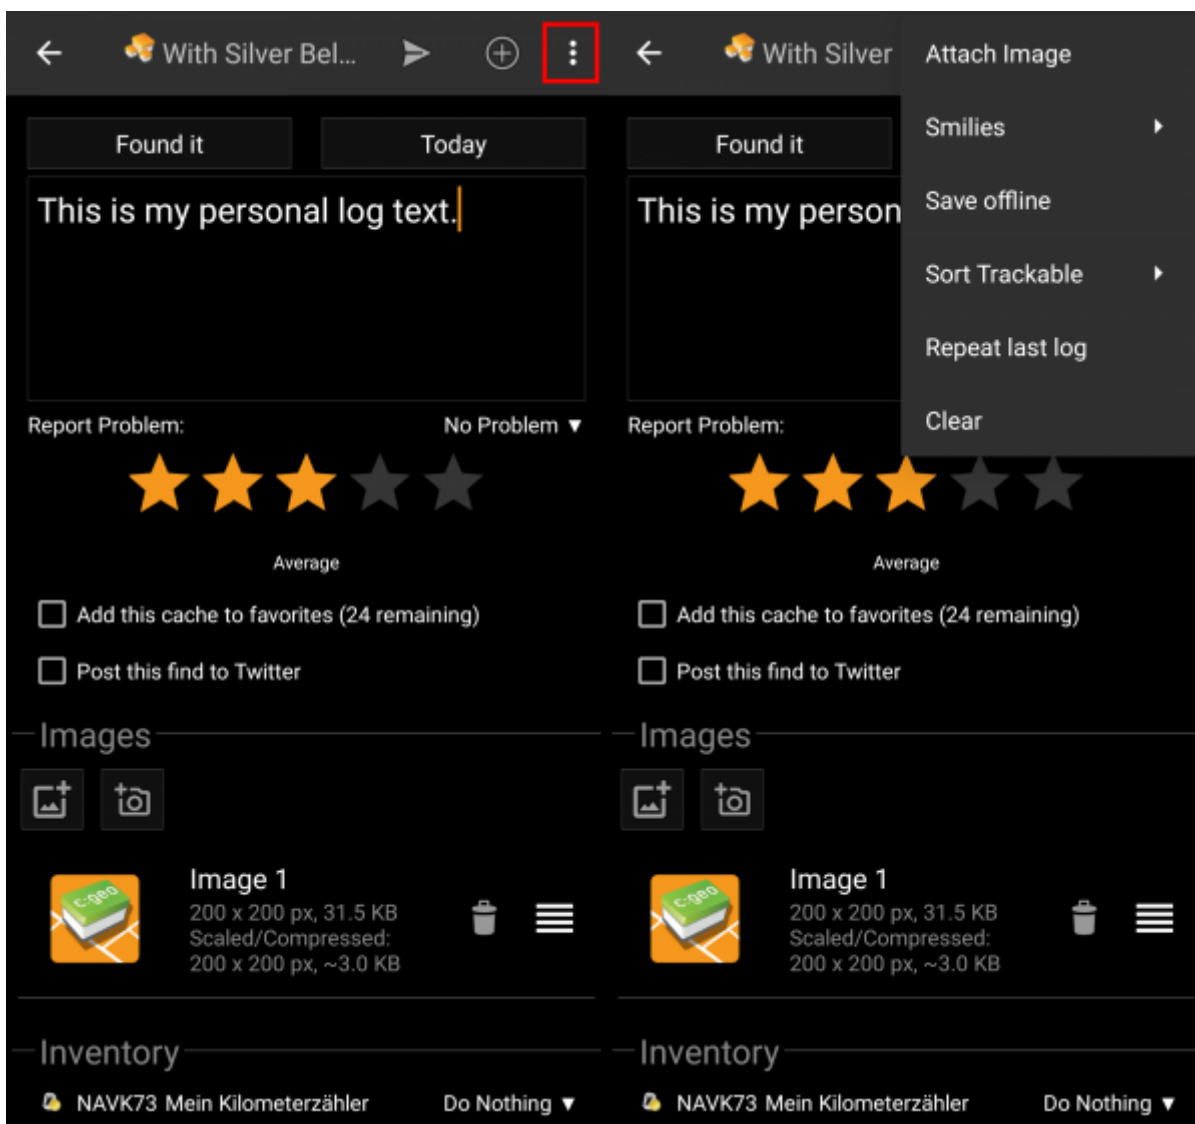 With Silver Bel...
Found it
Today
This is my personal log text.
Report Problem:
No Problem ▼
Average
Add this cache to favorites (24 remaining)
Post this find to Twitter
Images
c:geo
Image 1
200 x 200 px, 31.5 KB
Scaled/Compressed:
200 x 200 px, ~3.0 KB
Inventory
NAVK73 Mein Kilometerzähler
Do Nothing ▼
With Silver
Attach Image
Smilies
Save offline
Sort Trackable
Repeat last log
Clear
Found it
This is my person
Report Problem:
Average
Add this cache to favorites (24 remaining)
Post this find to Twitter
Images
c:geo
Image 1
200 x 200 px, 31.5 KB
Scaled/Compressed:
200 x 200 px, ~3.0 KB
Inventory
NAVK73 Mein Kilometerzähler
Do Nothing ▼